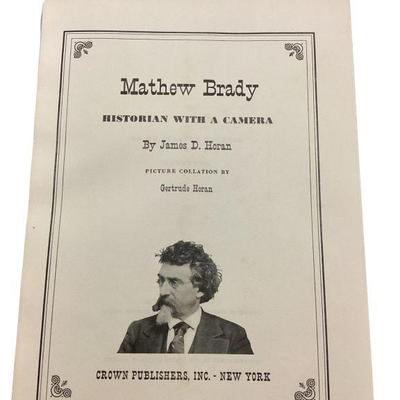 Mathew Brady
HISTORIAN WITH A CAMERA
By James D. Horan
PICTURE COLLATION BY
Gertrude Horan
CROWN PUBLISHERS, INC. - NEW YORK